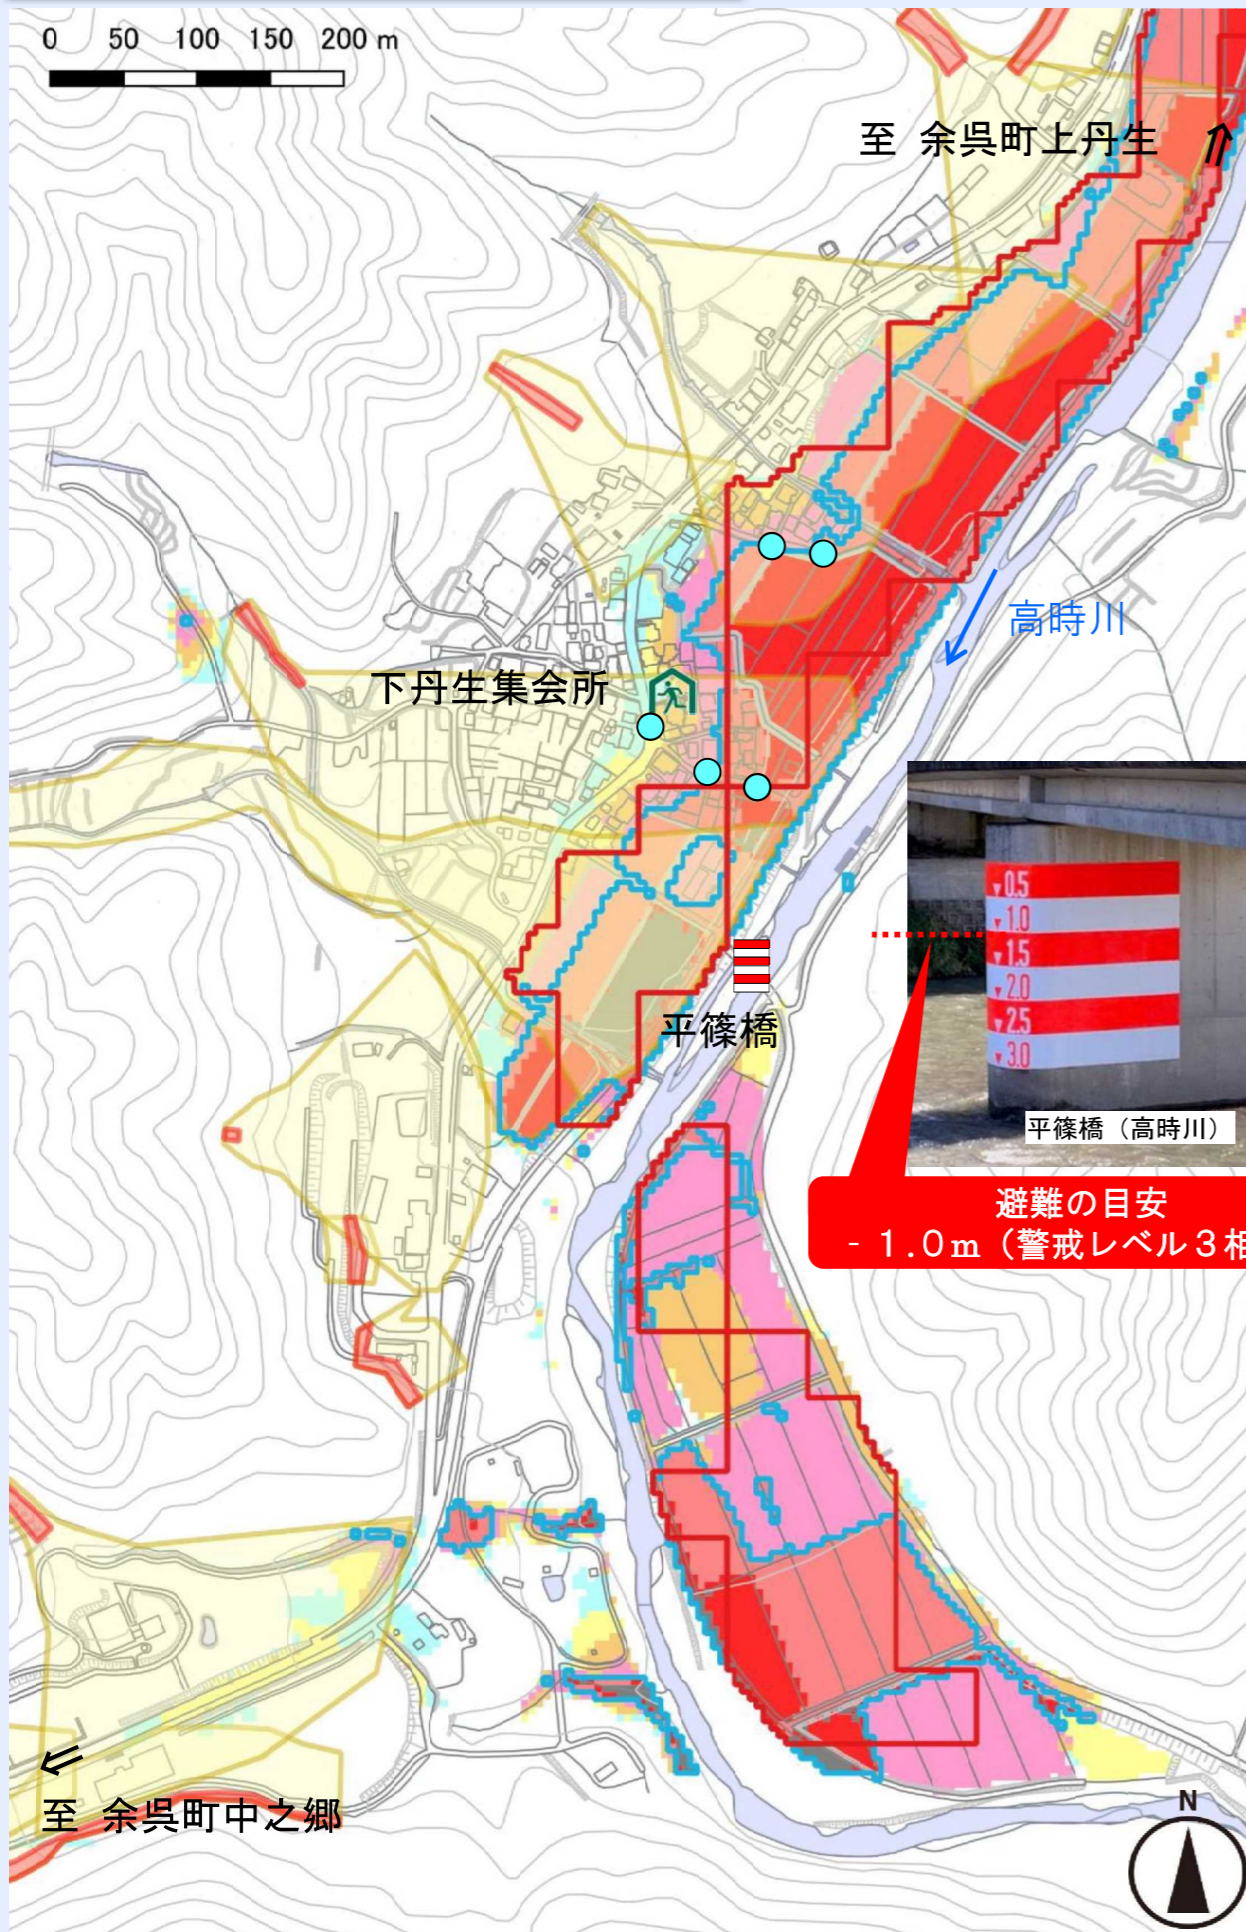 0 50 100 150 200 m
至 余呉町上丹生
高時川
下丹生集会所
▼0.5
▼1.0
▼1.5
▼2.0
▼2.5
▼3.0
平篠橋
平篠橋（高時川）
避難の目安
-１.０ｍ（警戒レベル３相
至 余呉町中之郷
N